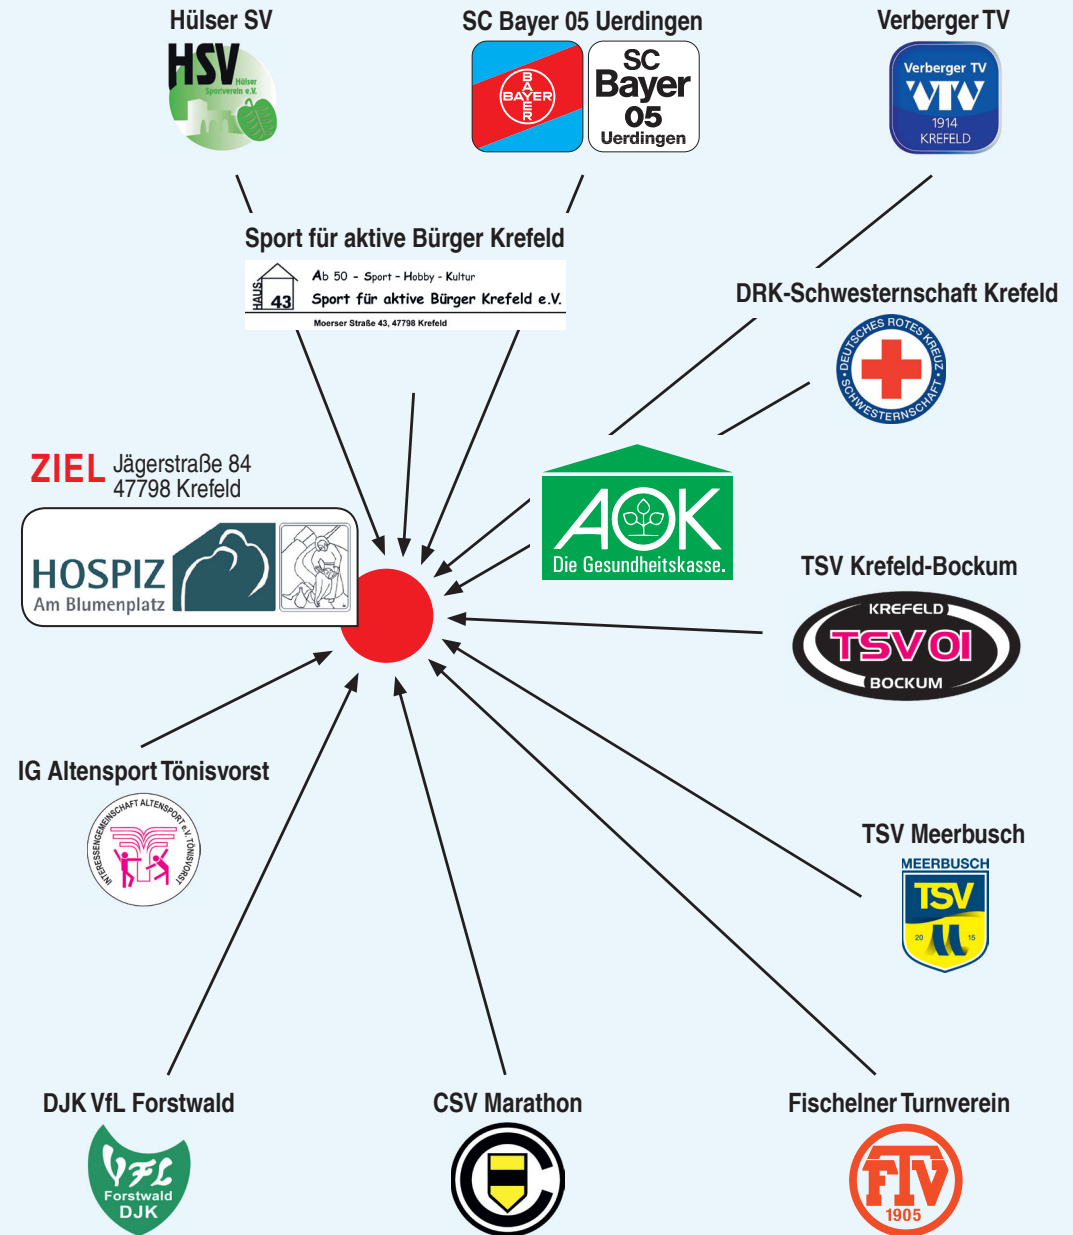 Hülser SV
HSV
Hülser
Sportverein e.V.
SC Bayer 05 Uerdingen
BAYER
BAYER
SC
Bayer
05
Uerdingen
Verberger TV
Verberger TV
VTV
1914
KREFELD
Sport für aktive Bürger Krefeld
HAUS
43
Ab 50 - Sport - Hobby - Kultur
Sport für aktive Bürger Krefeld e.V.
Moerser Straße 43, 47798 Krefeld
DRK-Schwesternschaft Krefeld
DEUTSCHES ROTES KREUZ
SCHWESTERNSCHAFT
ZIEL Jägerstraße 84
47798 Krefeld
HOSPIZ
Am Blumenplatz
AOK
Die Gesundheitskasse.
TSV Krefeld-Bockum
KREFELD
TSV 01
BOCKUM
IG Altensport Tönisvorst
INTERESSENGEMEINSCHAFT ALTENSPORT e.V. TÖNISVORST
TSV Meerbusch
MEERBUSCH
TSV
20 15
DJK VfL Forstwald
VFL
Forstwald
DJK
CSV Marathon
Fischelner Turnverein
FTV
1905